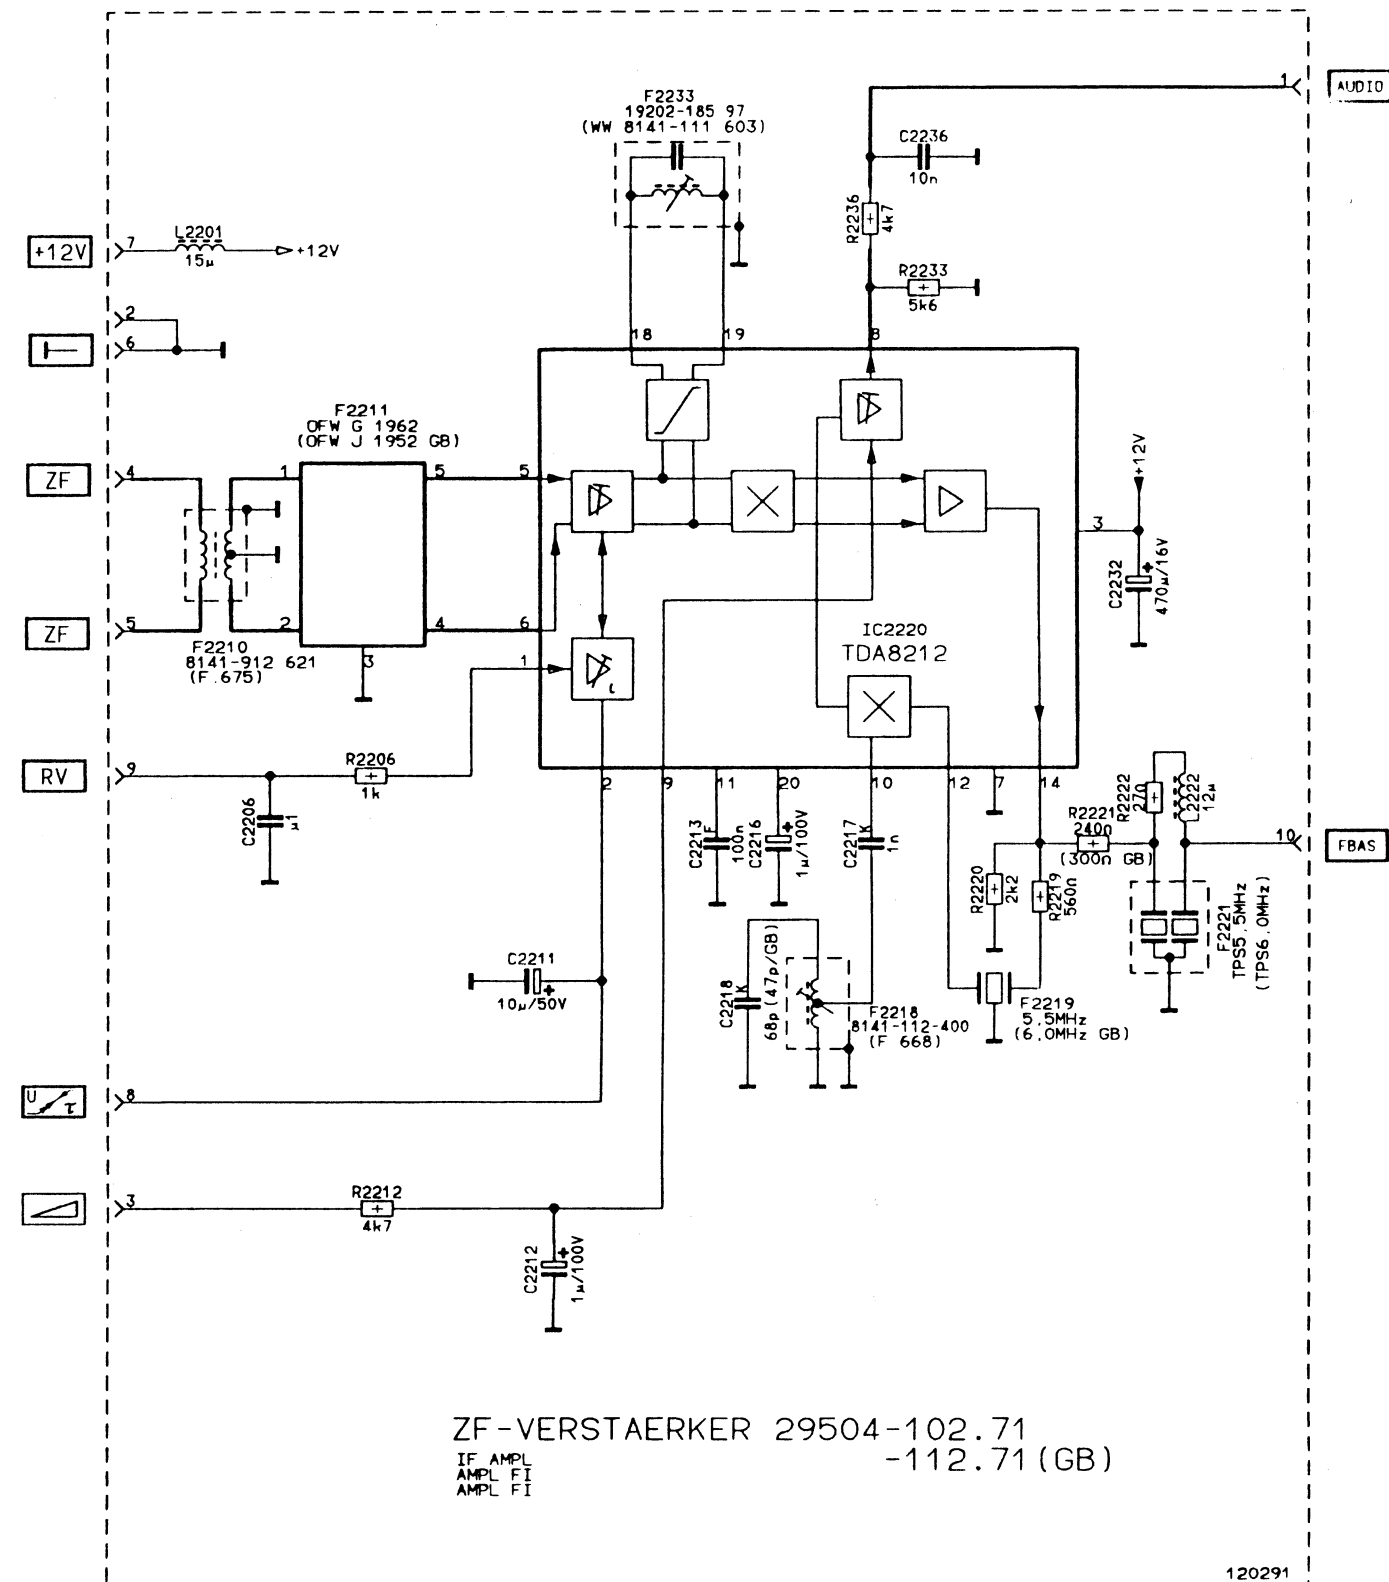 1
AUDIO
F2233
19202-185 97
(WW 8141-111 603)
C2236
10n
R2236
4k7
+12V
7
L2201
15µ
+12V
R2233
5k6
2
6
18
19
8
F2211
OFW G 1962
(OFW J 1952 GB)
ZF
4
1
5
5
+12V
3
C2232
470µ/16V
ZF
5
2
4
6
F2210
8141-912 621
(F.675)
3
1
IC2220
TDA8212
RV
9
R2206
1k
C2206
µ1
2
9
11
20
10
12
7
14
C2213
F
100n
C2216
1µ/100V
C2217
K
1n
R2221
240Ω
(300Ω GB)
R2222
270
L2222
12µ
10
FBAS
R2220
2k2
R2219
560Ω
F2221
TPS5,5MHz
(TPS6,0MHz)
C2211
10µ/50V
C2218
K
68p (47p/GB)
F2218
8141-112-400
(F 668)
F2219
5,5MHz
(6,0MHz GB)
U
τ
8
3
R2212
4k7
C2212
1µ/100V
ZF-VERSTAERKER 29504-102.71
-112.71(GB)
IF AMPL
AMPL FI
AMPL FI
120291